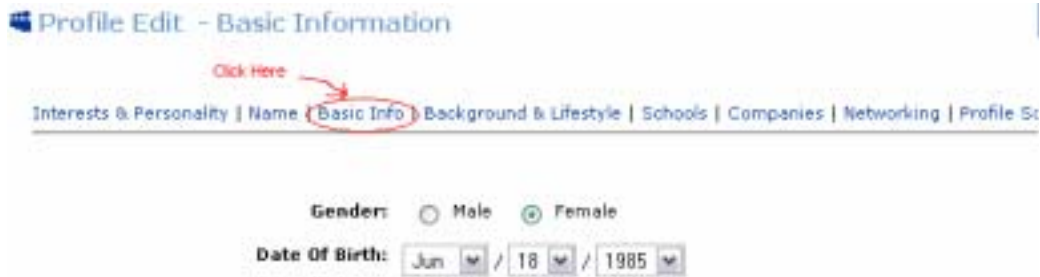 Profile Edit - Basic Information
Click Here
Interests & Personality | Name | Basic Info | Background & Lifestyle | Schools | Companies | Networking | Profile
Gender: Male Female
Date Of Birth: Jun / 18 / 1985